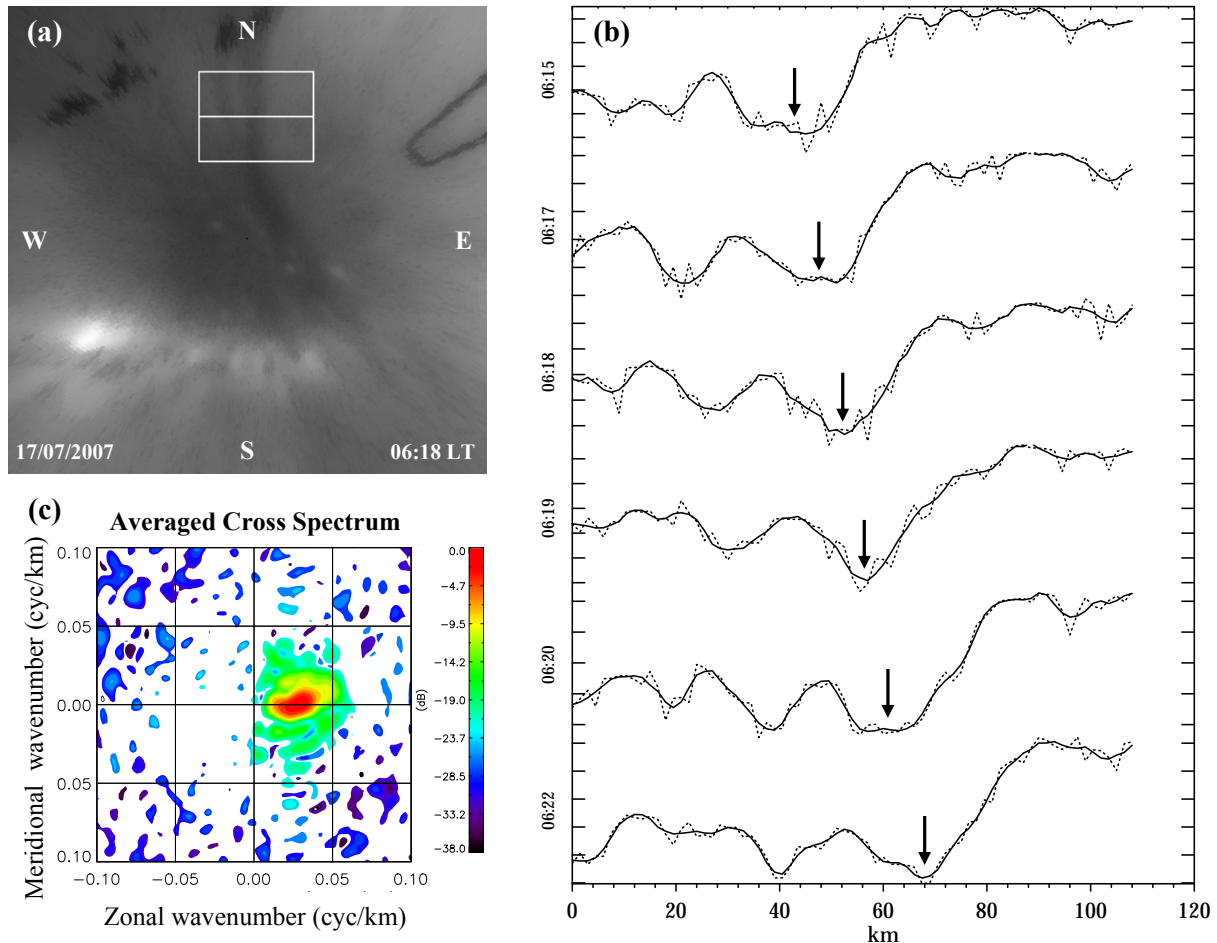 (a)
N
W
E
S
17/07/2007
06:18 LT
(b)
06:15
06:17
06:18
06:19
06:20
06:22
0
20
40
60
80
100
120
km
(c)
Averaged Cross Spectrum
Meridional wavenumber (cyc/km)
0.10
0.05
0.00
0.05
0.10
−0.10
−0.05
0.00
0.05
0.10
Zonal wavenumber (cyc/km)
0.0
−4.7
−9.5
−14.2
−19.0
−23.7
−28.5
−33.2
−38.0
(dB)